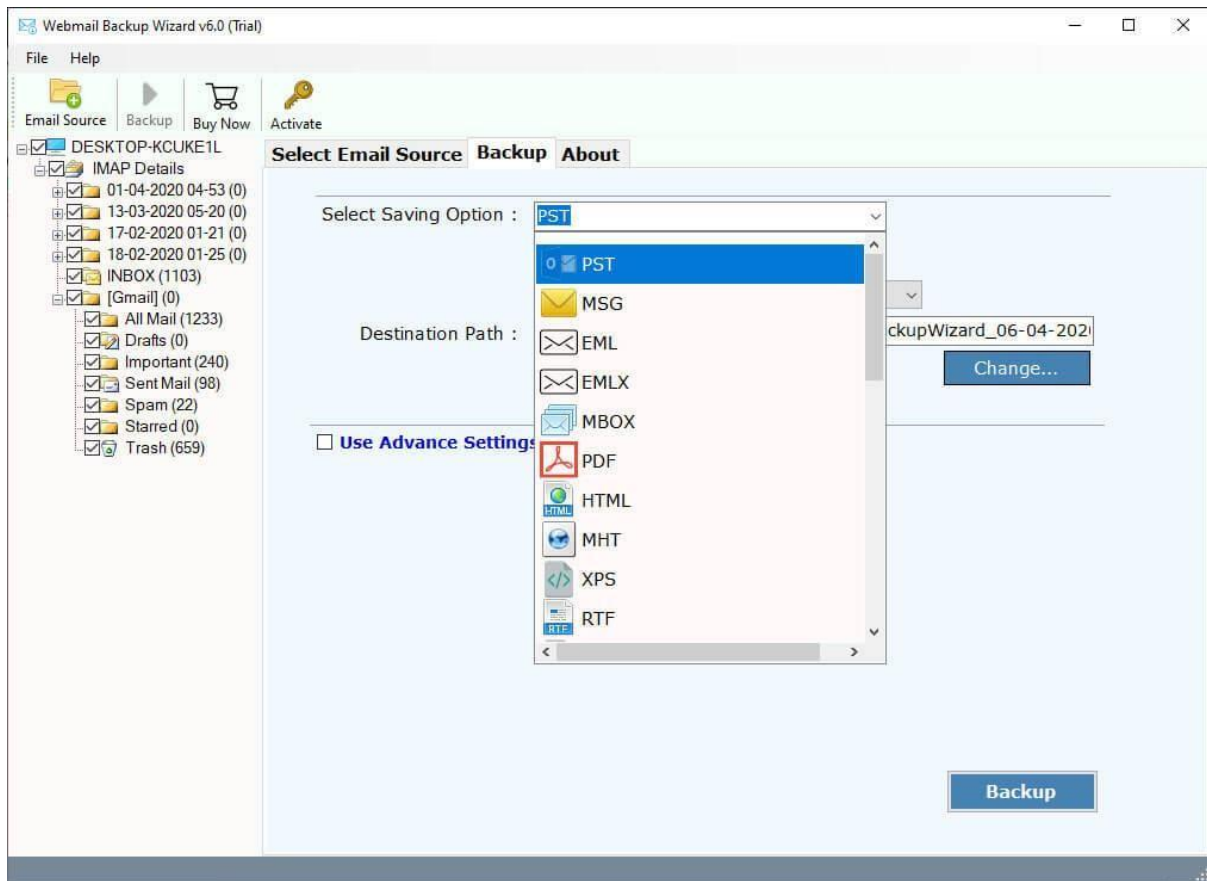 Webmail Backup Wizard v6.0 (Trial)
File Help
Email Source Backup Buy Now Activate
DESKTOP-KCUKE1L
IMAP Details
01-04-2020 04-53 (0)
13-03-2020 05-20 (0)
17-02-2020 01-21 (0)
18-02-2020 01-25 (0)
INBOX (1103)
[Gmail] (0)
All Mail (1233)
Drafts (0)
Important (240)
Sent Mail (98)
Spam (22)
Starred (0)
Trash (659)
Select Email Source Backup About
Select Saving Option : PST
PST
MSG
EML
EMLX
MBOX
PDF
HTML
HTML
MHT
XPS
RTF
RTF
Destination Path : ckupWizard_06-04-202
Change...
Use Advance Settings
Backup